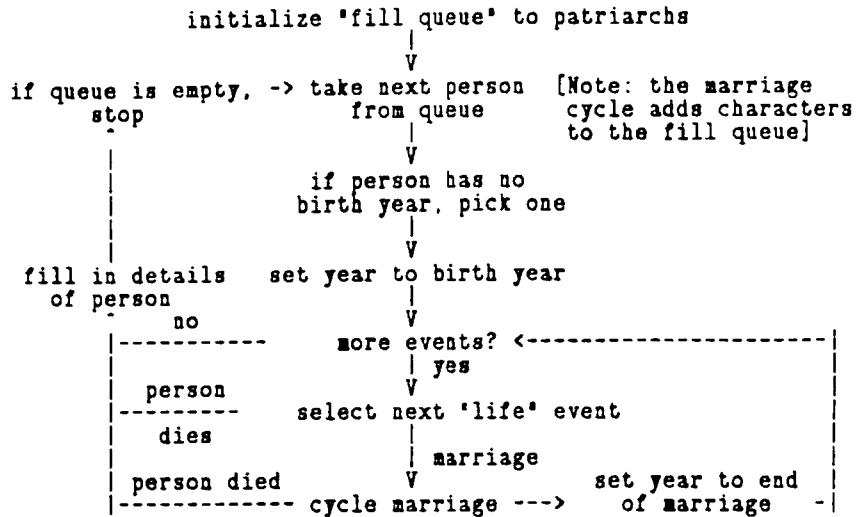 initialize "fill queue" to patriarchs
|
V
if queue is empty, -> take next person [Note: the marriage
stop from queue cycle adds characters
to the fill queue]
|
V
if person has no
birth year, pick one
|
V
fill in details set year to birth year
of person
|
V
no
|----------- more events? <-----------------------|
| yes
V
person
|--------- select next "life" event
dies
|
| marriage
V
person died set year to end
|------------- cycle marriage ---> of marriage -|